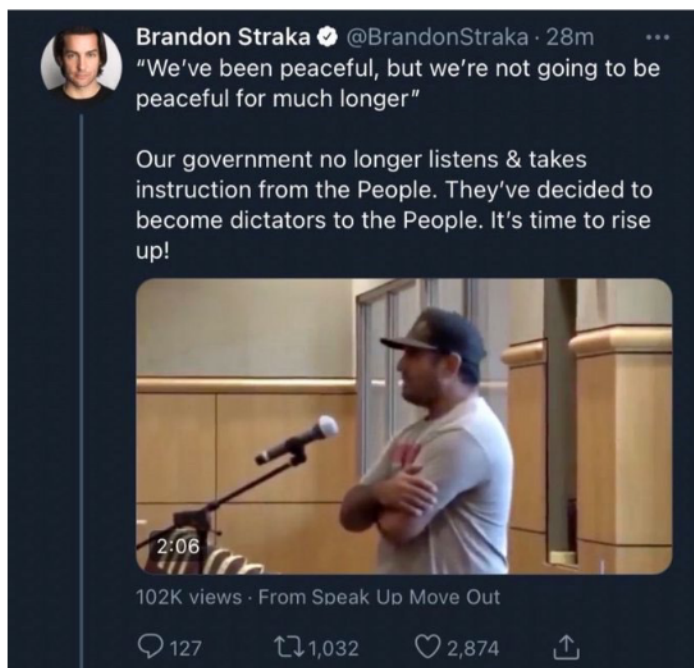 Brandon Straka @BrandonStraka · 28m
“We’ve been peaceful, but we’re not going to be
peaceful for much longer”
Our government no longer listens & takes
instruction from the People. They’ve decided to
become dictators to the People. It’s time to rise
up!
2:06
102K views · From Speak Up Move Out
127 1,032 2,874